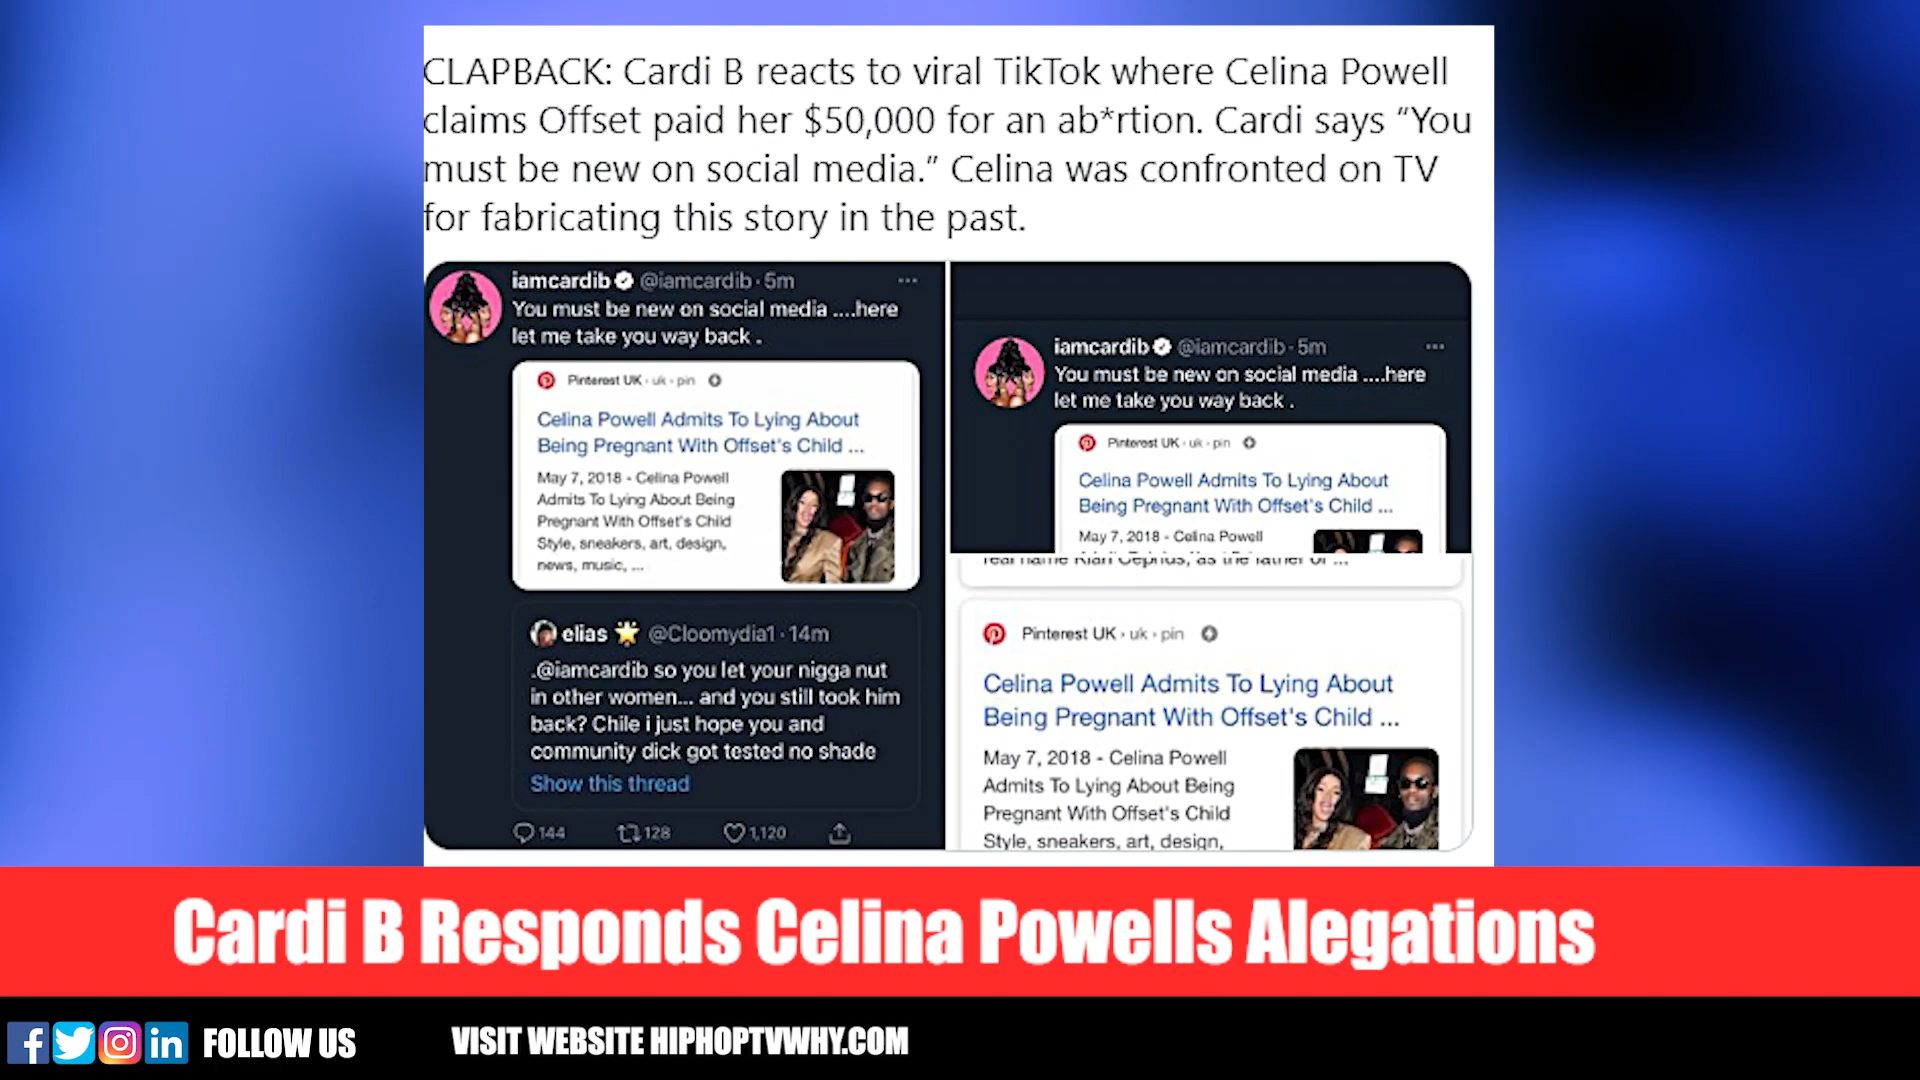 CLAPBACK: Cardi B reacts to viral TikTok where Celina Powell
claims Offset paid her $50,000 for an ab*rtion. Cardi says “You
must be new on social media.” Celina was confronted on TV
for fabricating this story in the past.
iamcardib @iamcardib · 5m
You must be new on social media ....here
let me take you way back .
Pinterest UK › uk › pin
Celina Powell Admits To Lying About
Being Pregnant With Offset's Child ...
May 7, 2018 - Celina Powell
Admits To Lying About Being
Pregnant With Offset's Child
Style, sneakers, art, design,
news, music, ...
elias @Cloomydia1 · 14m
.@iamcardib so you let your nigga nut
in other women... and you still took him
back? Chile i just hope you and
community dick got tested no shade
Show this thread
144 128 1,120
iamcardib @iamcardib · 5m
You must be new on social media ....here
let me take you way back .
Pinterest UK › uk › pin
Celina Powell Admits To Lying About
Being Pregnant With Offset's Child ...
May 7, 2018 - Celina Powell
real name Kiari Cephus, as the father of ...
Pinterest UK › uk › pin
Celina Powell Admits To Lying About
Being Pregnant With Offset's Child ...
May 7, 2018 - Celina Powell
Admits To Lying About Being
Pregnant With Offset's Child
Style, sneakers, art, design,
Cardi B Responds Celina Powells Alegations
FOLLOW US
VISIT WEBSITE HIPHOPTVWHY.COM